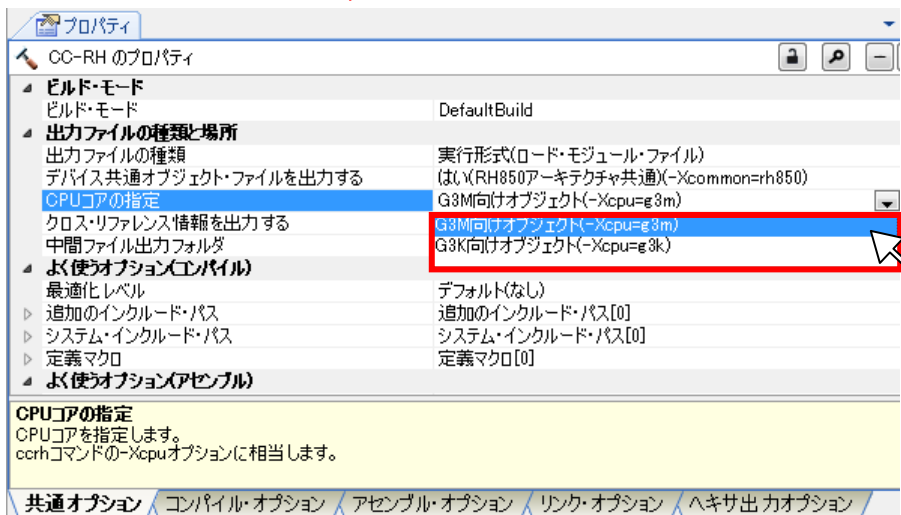 プロパティ
CC-RH のプロパティ
ビルド・モード
ビルド・モード DefaultBuild
出力ファイルの種類と場所
出力ファイルの種類 実行形式(ロード・モジュール・ファイル)
デバイス共通オブジェクト・ファイルを出力する はい(RH850アーキテクチャ共通)(-Xcommon=rh850)
CPUコアの指定 G3M向けオブジェクト(-Xcpu=g3m)
クロス・リファレンス情報を出力する G3M向けオブジェクト(-Xcpu=g3m)
中間ファイル出力フォルダ G3K向けオブジェクト(-Xcpu=g3k)
よく使うオプション(コンパイル)
最適化レベル デフォルト(なし)
追加のインクルード・パス 追加のインクルード・パス[0]
システム・インクルード・パス システム・インクルード・パス[0]
定義マクロ 定義マクロ[0]
よく使うオプション(アセンブル)
CPUコアの指定
CPUコアを指定します。
ccrhコマンドの-Xcpuオプションに相当します。
共通オプション コンパイル・オプション アセンブル・オプション リンク・オプション ヘキサ出力オプション